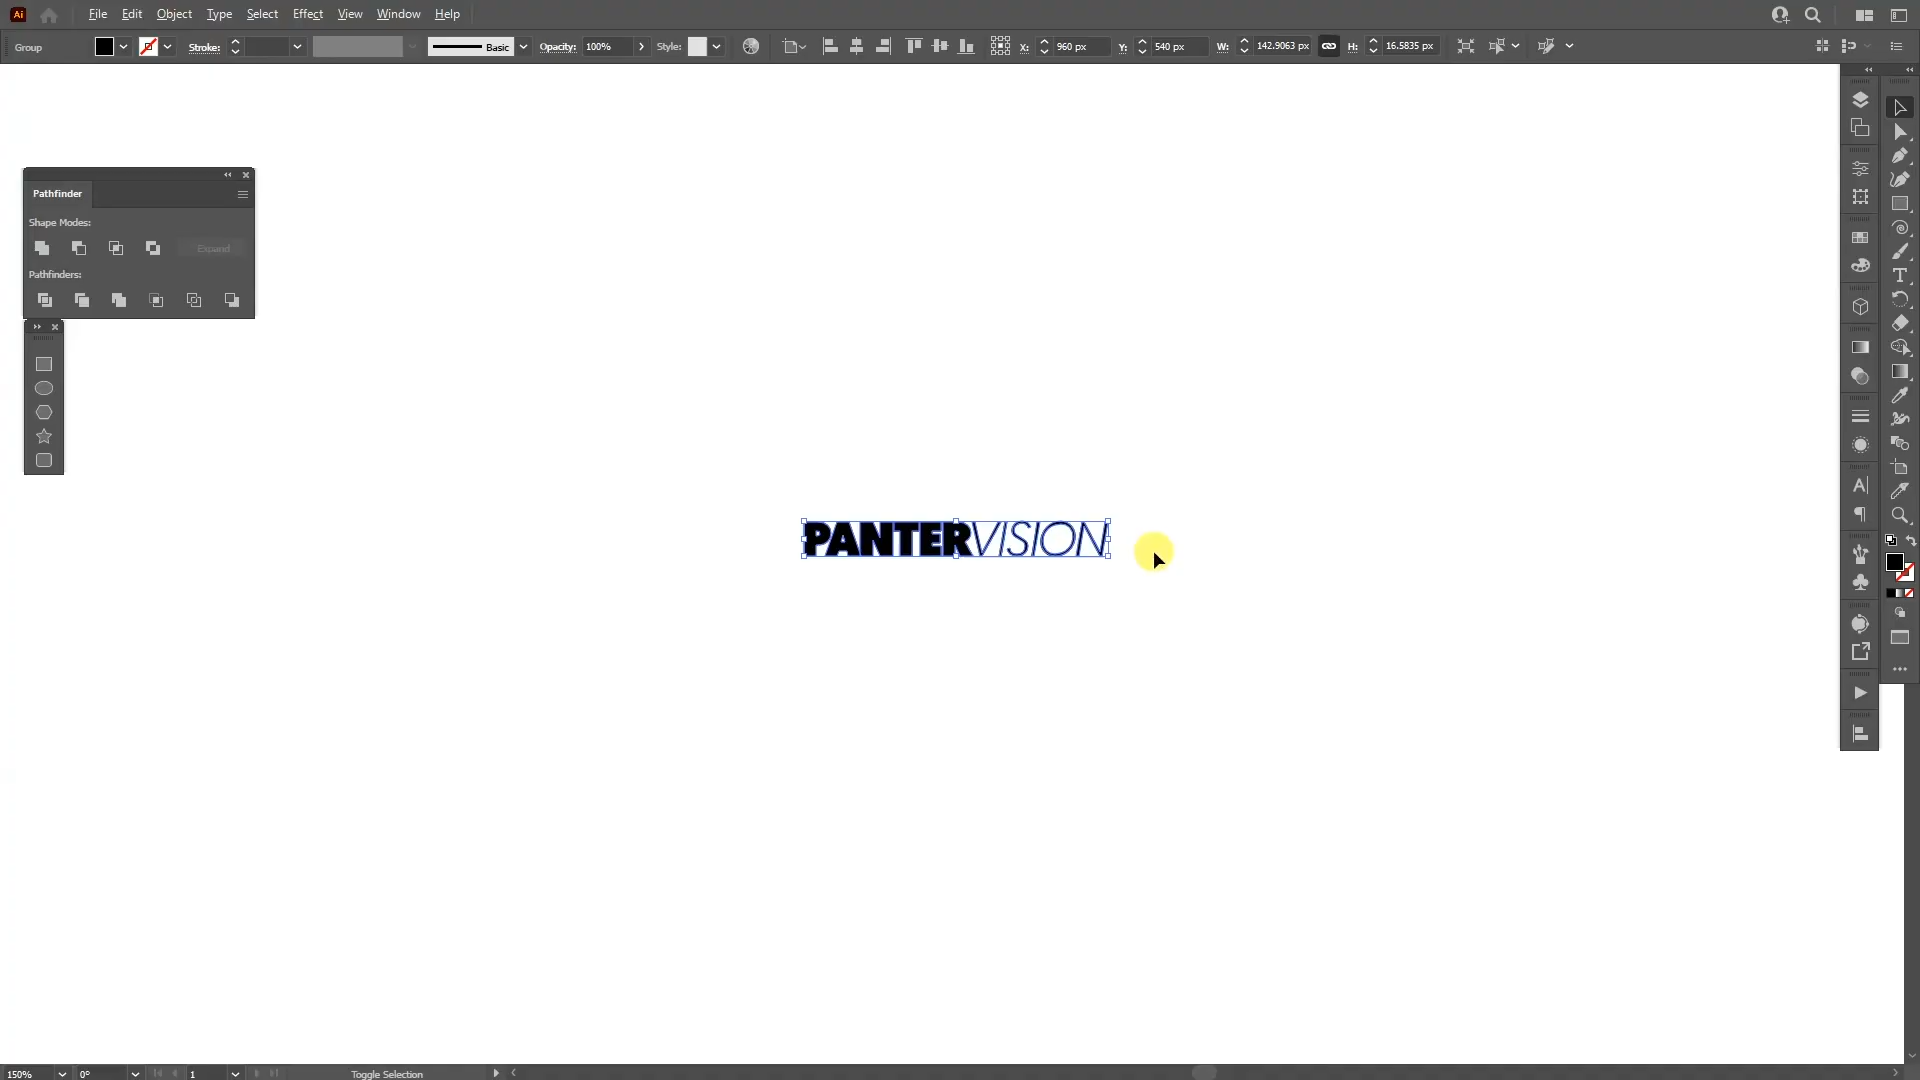 Ai File Edit Object Type Select Effect View Window Help
Group Stroke: Basic Opacity: 100% Style: X: 960 px Y: 540 px W: 142.9063 px H: 16.5835 px
Pathfinder
Shape Modes:
Expand
Pathfinders:
PANTERVISION
150% 0° 1 Toggle Selection